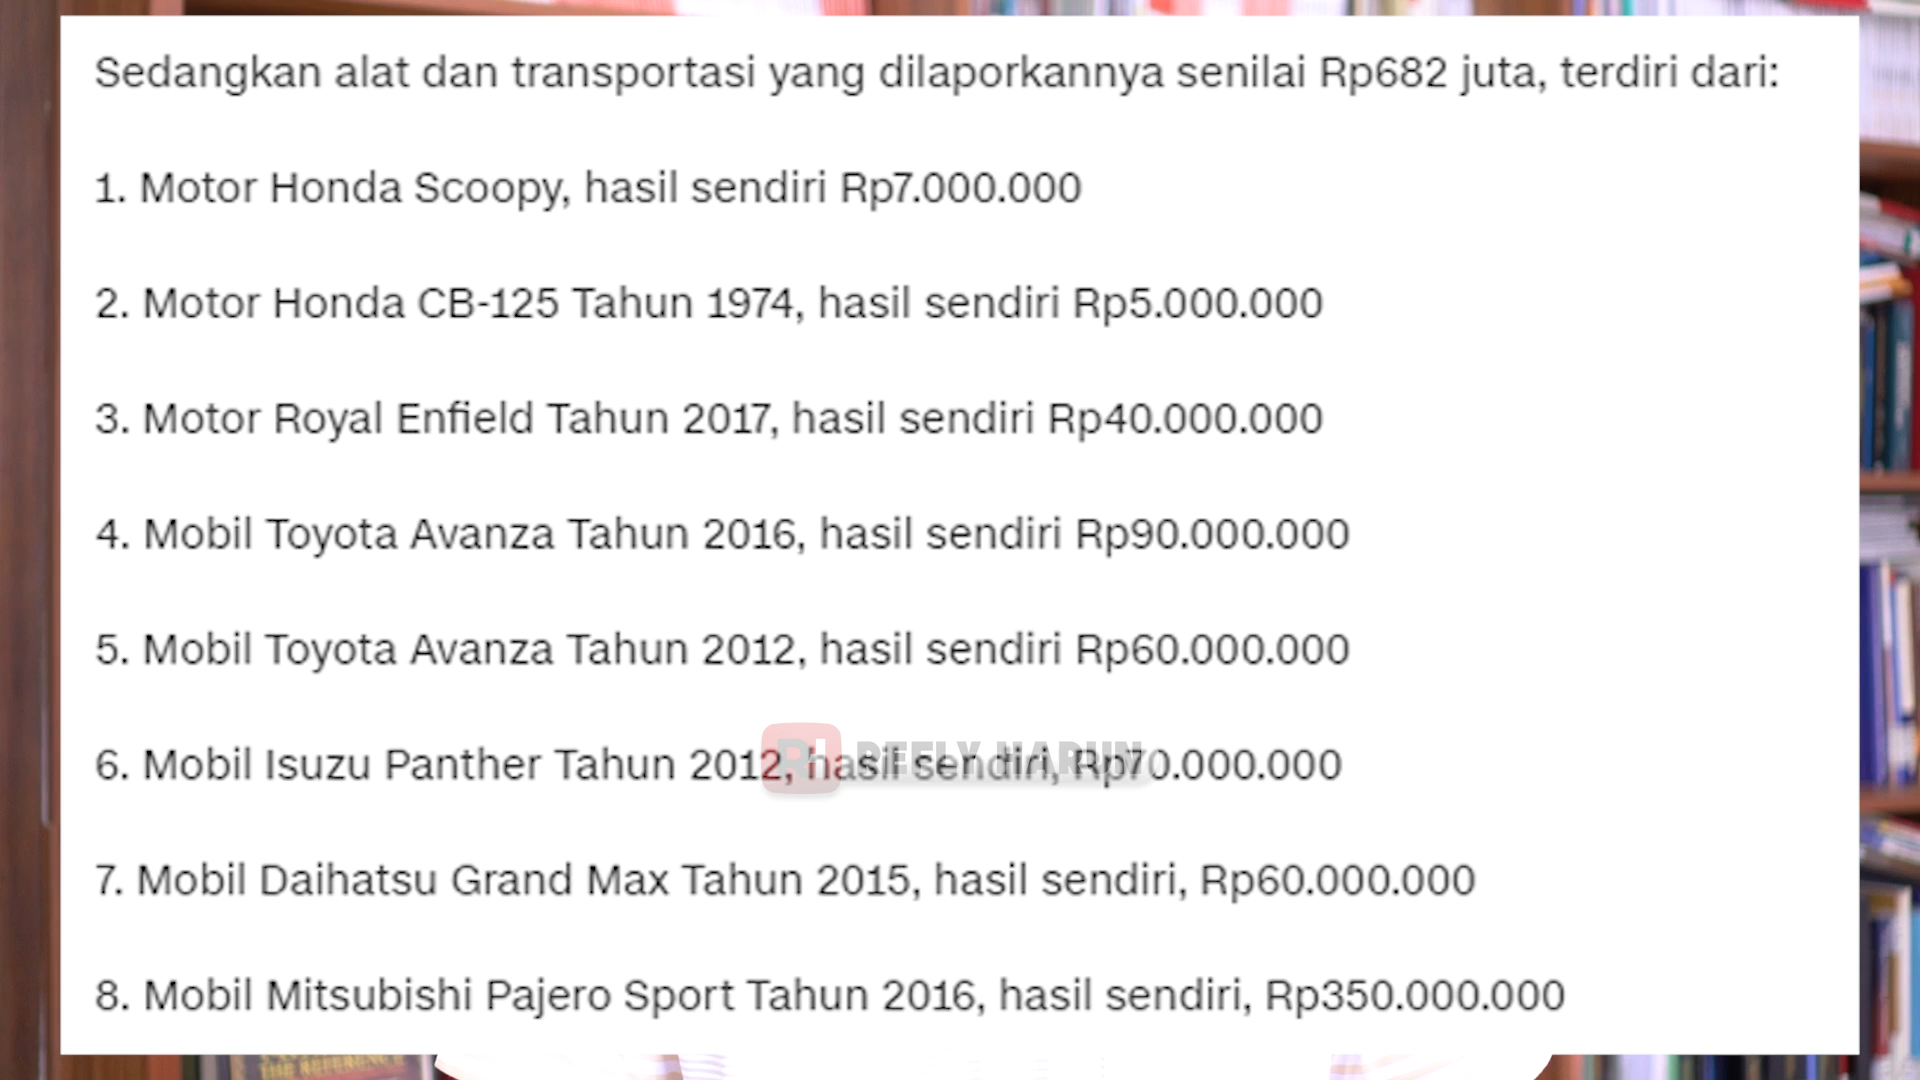 Sedangkan alat dan transportasi yang dilaporkannya senilai Rp682 juta, terdiri dari:
1. Motor Honda Scoopy, hasil sendiri Rp7.000.000
2. Motor Honda CB-125 Tahun 1974, hasil sendiri Rp5.000.000
3. Motor Royal Enfield Tahun 2017, hasil sendiri Rp40.000.000
4. Mobil Toyota Avanza Tahun 2016, hasil sendiri Rp90.000.000
5. Mobil Toyota Avanza Tahun 2012, hasil sendiri Rp60.000.000
6. Mobil Isuzu Panther Tahun 2012, hasil sendiri, Rp70.000.000
REFLY HARUN
7. Mobil Daihatsu Grand Max Tahun 2015, hasil sendiri, Rp60.000.000
8. Mobil Mitsubishi Pajero Sport Tahun 2016, hasil sendiri, Rp350.000.000
THE REFERENCE